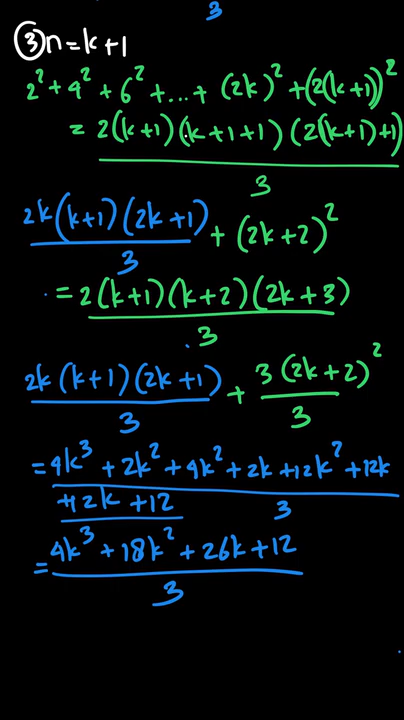 3
③ n=k+1
2² + 4² + 6² + ... + (2k)² + (2(k+1))²
= 2(k+1)(k+1+1)(2(k+1)+1)
3
2k(k+1)(2k+1) + (2k+2)²
3
= 2(k+1)(k+2)(2k+3)
3
2k(k+1)(2k+1) + 3(2k+2)²
3 3
= 4k³ + 2k² + 4k² + 2k + 12k² + 12k
+12k + 12
3
= 4k³ + 18k² + 26k + 12
3